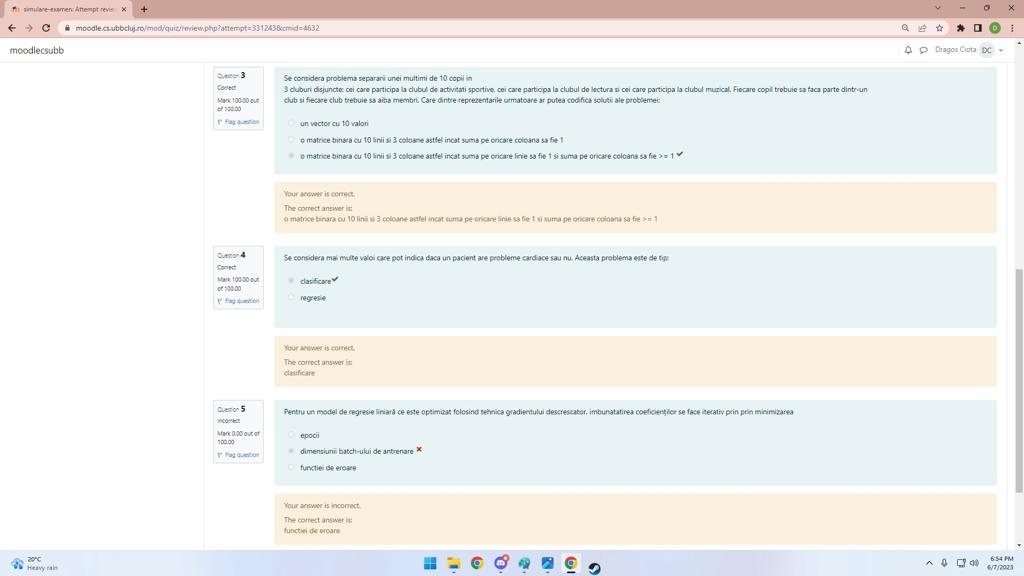 simulare-examen: Attempt review
moodle.cs.ubbcluj.ro/mod/quiz/review.php?attempt=331243&cmid=4632
D
moodlecsubb
Dragos Ciota DC
Question 3
Correct
Mark 100.00 out
of 100.00
Flag question
Se considera problema separarii unei multimi de 10 copii in
3 cluburi disjuncte: cei care participa la clubul de activitati sportive, cei care participa la clubul de lectura si cei care participa la clubul muzical. Fiecare copil trebuie sa faca parte dintr-un
club si fiecare club trebuie sa aiba membri. Care dintre reprezentarile urmatoare ar putea codifica solutii ale problemei:
un vector cu 10 valori
o matrice binara cu 10 linii si 3 coloane astfel incat suma pe oricare coloana sa fie 1
o matrice binara cu 10 linii si 3 coloane astfel incat suma pe oricare linie sa fie 1 si suma pe oricare coloana sa fie >= 1
Your answer is correct.
The correct answer is:
o matrice binara cu 10 linii si 3 coloane astfel incat suma pe oricare linie sa fie 1 si suma pe oricare coloana sa fie >= 1
Question 4
Correct
Mark 100.00 out
of 100.00
Flag question
Se considera mai multe valoi care pot indica daca un pacient are probleme cardiace sau nu. Aceasta problema este de tip:
clasificare
regresie
Your answer is correct.
The correct answer is:
clasificare
Question 5
Incorrect
Mark 0.00 out of
100.00
Flag question
Pentru un model de regresie liniară ce este optimizat folosind tehnica gradientului descrescator. imbunatatirea coeficienților se face iterativ prin prin minimizarea
epocii
dimensiunii batch-ului de antrenare
functiei de eroare
Your answer is incorrect.
The correct answer is:
functiei de eroare
20°C
Heavy rain
6:54 PM
6/7/2023